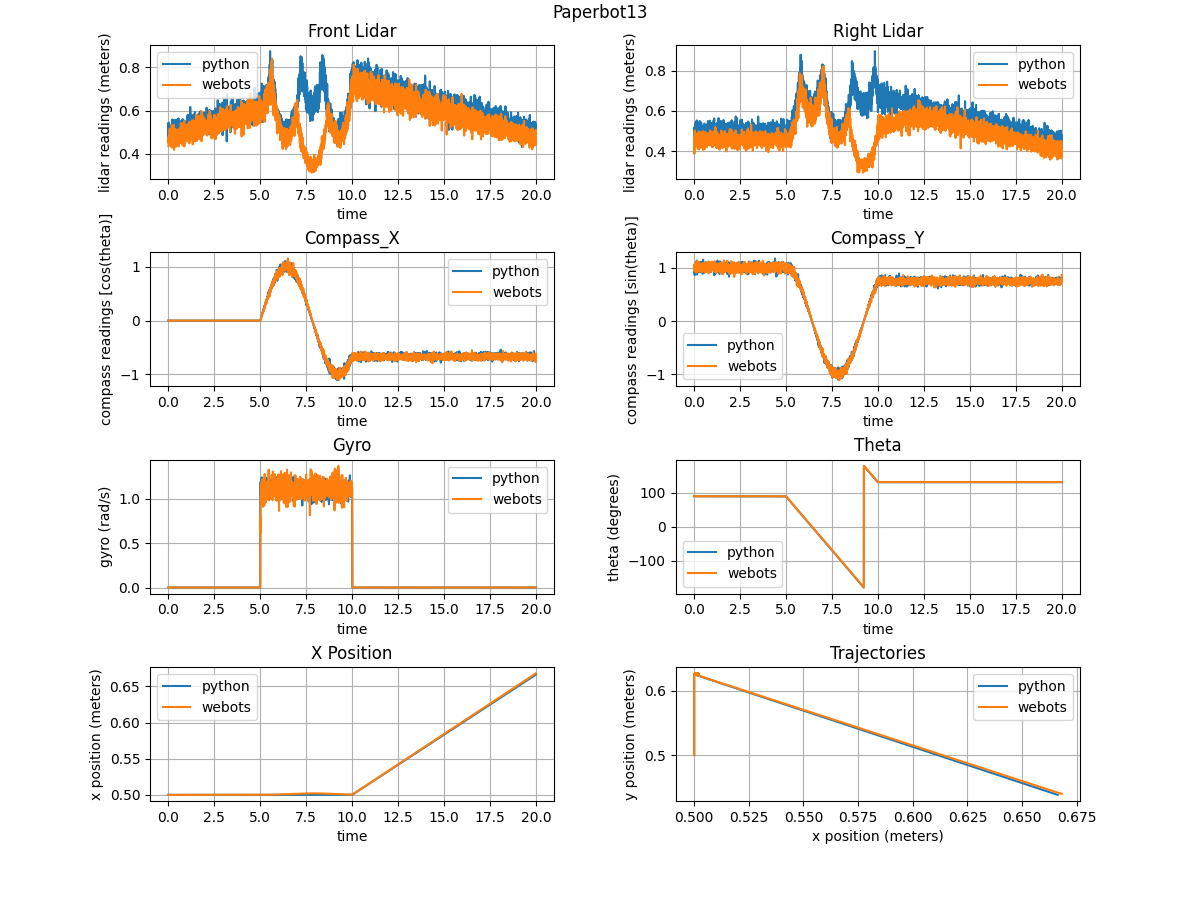 Paperbot13
Front Lidar
lidar readings (meters)
0.8
0.6
0.4
python
webots
0.0 2.5 5.0 7.5 10.0 12.5 15.0 17.5 20.0
time
Right Lidar
lidar readings (meters)
0.8
0.6
0.4
python
webots
0.0 2.5 5.0 7.5 10.0 12.5 15.0 17.5 20.0
time
Compass_X
compass readings [cos(theta)]
1
0
−1
python
webots
0.0 2.5 5.0 7.5 10.0 12.5 15.0 17.5 20.0
time
Compass_Y
compass readings [sin(theta)]
1
0
−1
python
webots
0.0 2.5 5.0 7.5 10.0 12.5 15.0 17.5 20.0
time
Gyro
gyro (rad/s)
1.0
0.5
0.0
python
webots
0.0 2.5 5.0 7.5 10.0 12.5 15.0 17.5 20.0
time
Theta
theta (degrees)
100
0
−100
python
webots
0.0 2.5 5.0 7.5 10.0 12.5 15.0 17.5 20.0
time
X Position
x position (meters)
0.65
0.60
0.55
0.50
python
webots
0.0 2.5 5.0 7.5 10.0 12.5 15.0 17.5 20.0
time
Trajectories
y position (meters)
0.6
0.5
python
webots
0.500 0.525 0.550 0.575 0.600 0.625 0.650 0.675
x position (meters)